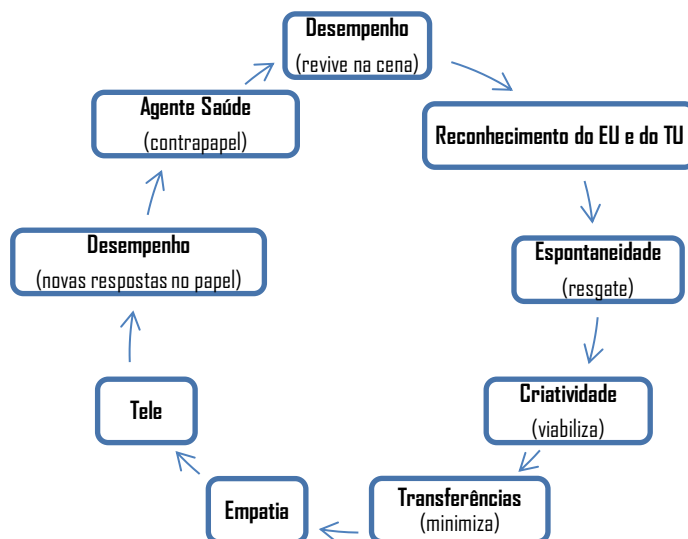 Desempenho
(revive na cena)
Reconhecimento do EU e do TU
Espontaneidade
(resgate)
Criatividade
(viabiliza)
Transferências
(minimiza)
Empatia
Tele
Desempenho
(novas respostas no papel)
Agente Saúde
(contrapapel)